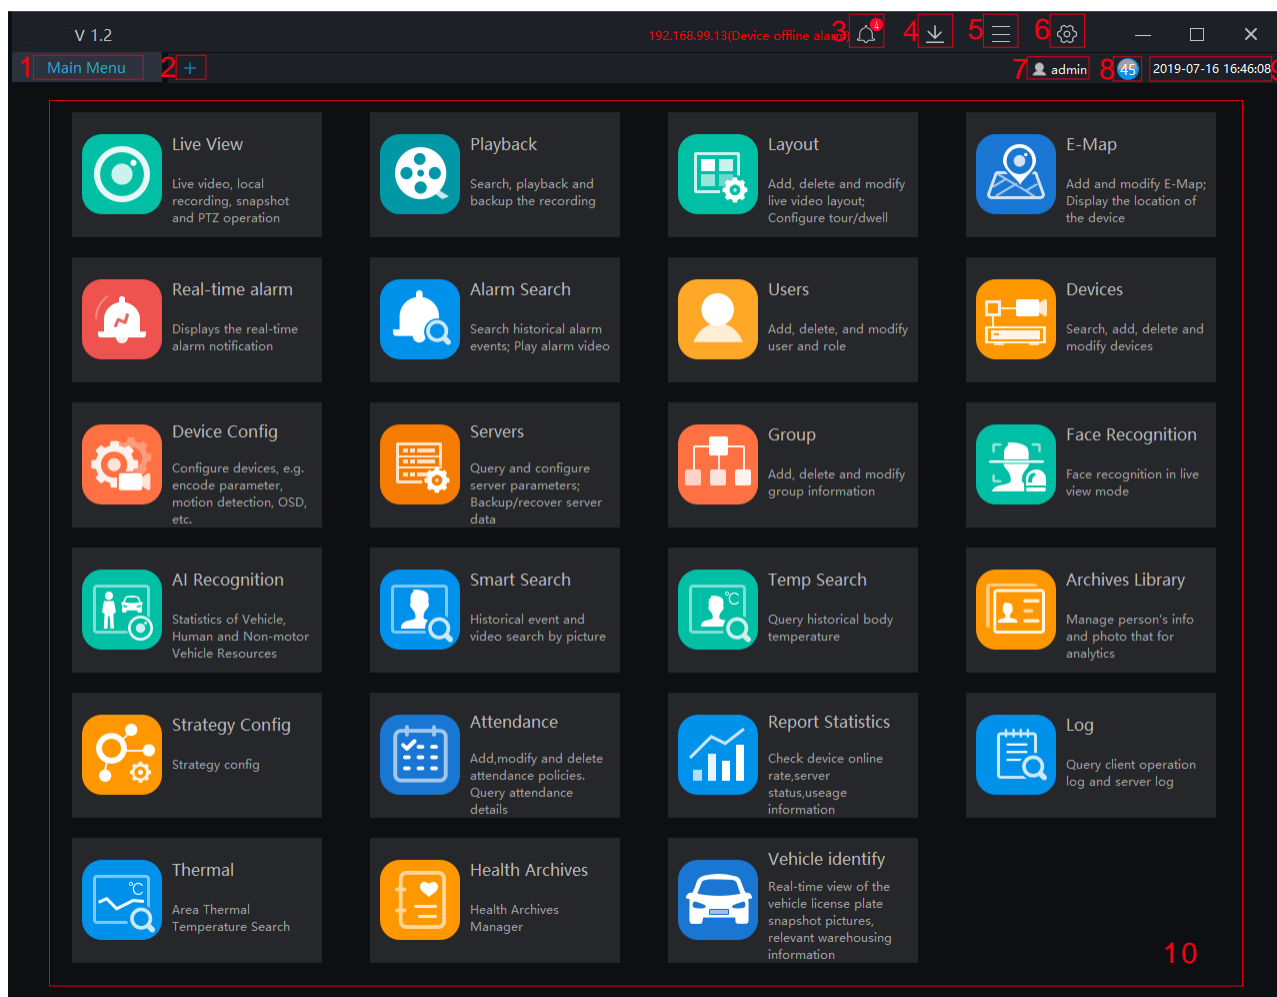 V 1.2
192.168.99.13(Device offline alarm)
3
4
4
5
6
1
Main Menu
2
7
admin
8
45
2019-07-16 16:46:08
9
Live View
Live video, local
recording, snapshot
and PTZ operation
Playback
Search, playback and
backup the recording
Layout
Add, delete and modify
live video layout;
Configure tour/dwell
E-Map
Add and modify E-Map;
Display the location of
the device
Real-time alarm
Displays the real-time
alarm notification
Alarm Search
Search historical alarm
events; Play alarm video
Users
Add, delete, and modify
user and role
Devices
Search, add, delete and
modify devices
Device Config
Configure devices, e.g.
encode parameter,
motion detection, OSD,
etc.
Servers
Query and configure
server parameters;
Backup/recover server
data
Group
Add, delete and modify
group information
Face Recognition
Face recognition in live
view mode
AI Recognition
Statistics of Vehicle,
Human and Non-motor
Vehicle Resources
Smart Search
Historical event and
video search by picture
Temp Search
°C
Query historical body
temperature
Archives Library
Manage person's info
and photo that for
analytics
Strategy Config
Strategy config
Attendance
Add,modify and delete
attendance policies.
Query attendance
details
Report Statistics
Check device online
rate,server
status,useage
information
Log
Query client operation
log and server log
Thermal
°C
Area Thermal
Temperature Search
Health Archives
Health Archives
Manager
Vehicle identify
Real-time view of the
vehicle license plate
snapshot pictures,
relevant warehousing
information
10